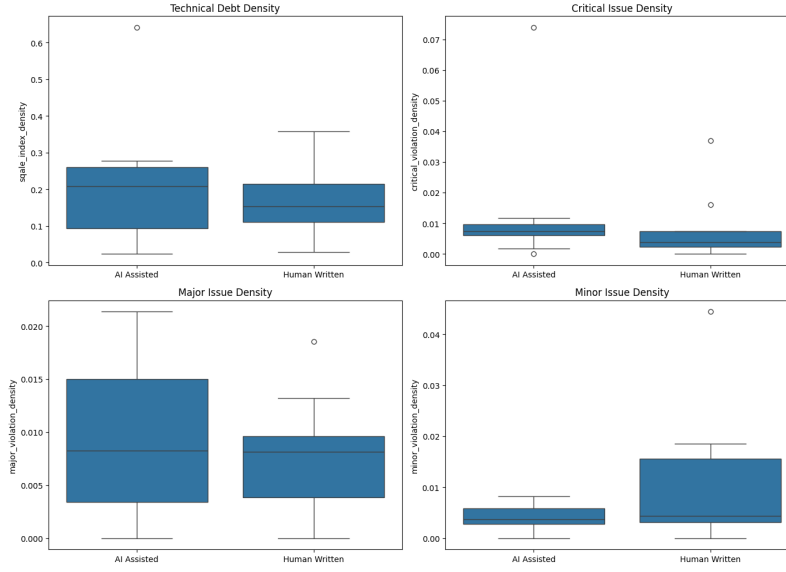 Technical Debt Density
sqale_index_density
0.6
0.5
0.4
0.3
0.2
0.1
0.0
AI Assisted
Human Written
Critical Issue Density
critical_violation_density
0.07
0.06
0.05
0.04
0.03
0.02
0.01
0.00
AI Assisted
Human Written
Major Issue Density
major_violation_density
0.020
0.015
0.010
0.005
0.000
AI Assisted
Human Written
Minor Issue Density
minor_violation_density
0.04
0.03
0.02
0.01
0.00
AI Assisted
Human Written